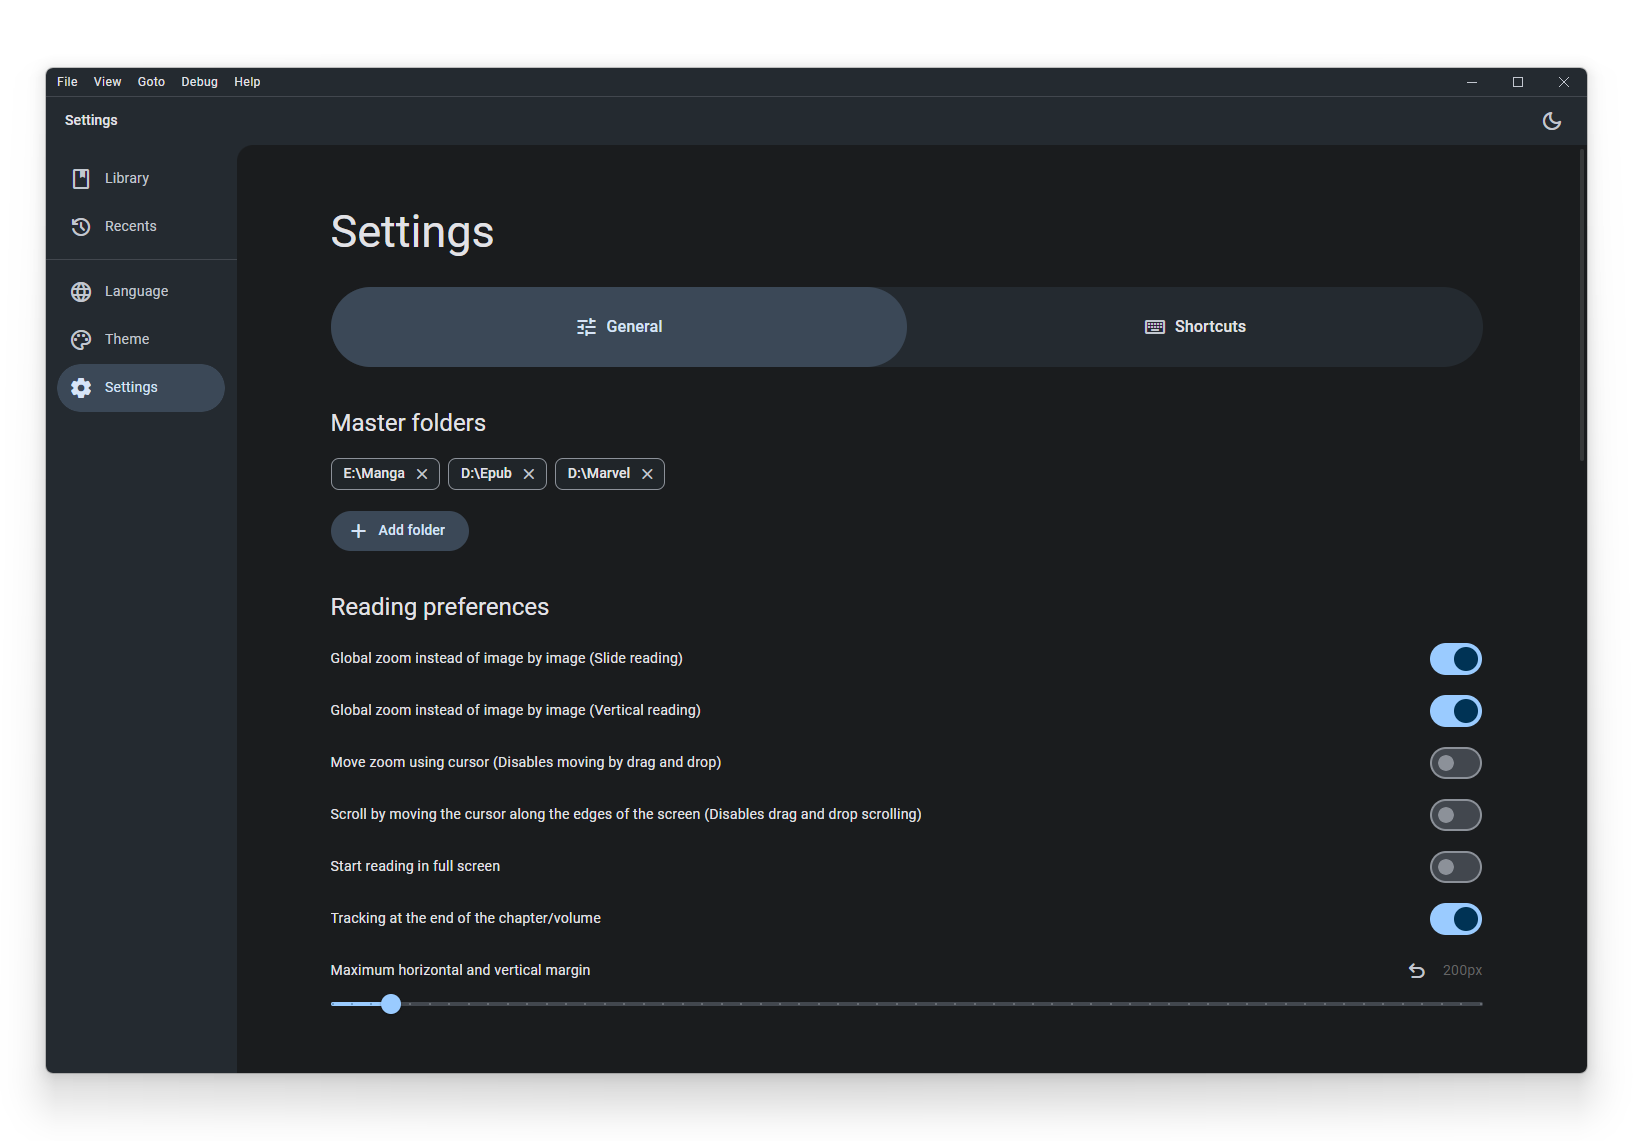 File View Goto Debug Help
Settings
Library
Recents
Language
Theme
Settings
Settings
General
Shortcuts
Master folders
E:\Manga D:\Epub D:\Marvel
Add folder
Reading preferences
Global zoom instead of image by image (Slide reading)
Global zoom instead of image by image (Vertical reading)
Move zoom using cursor (Disables moving by drag and drop)
Scroll by moving the cursor along the edges of the screen (Disables drag and drop scrolling)
Start reading in full screen
Tracking at the end of the chapter/volume
Maximum horizontal and vertical margin 200px